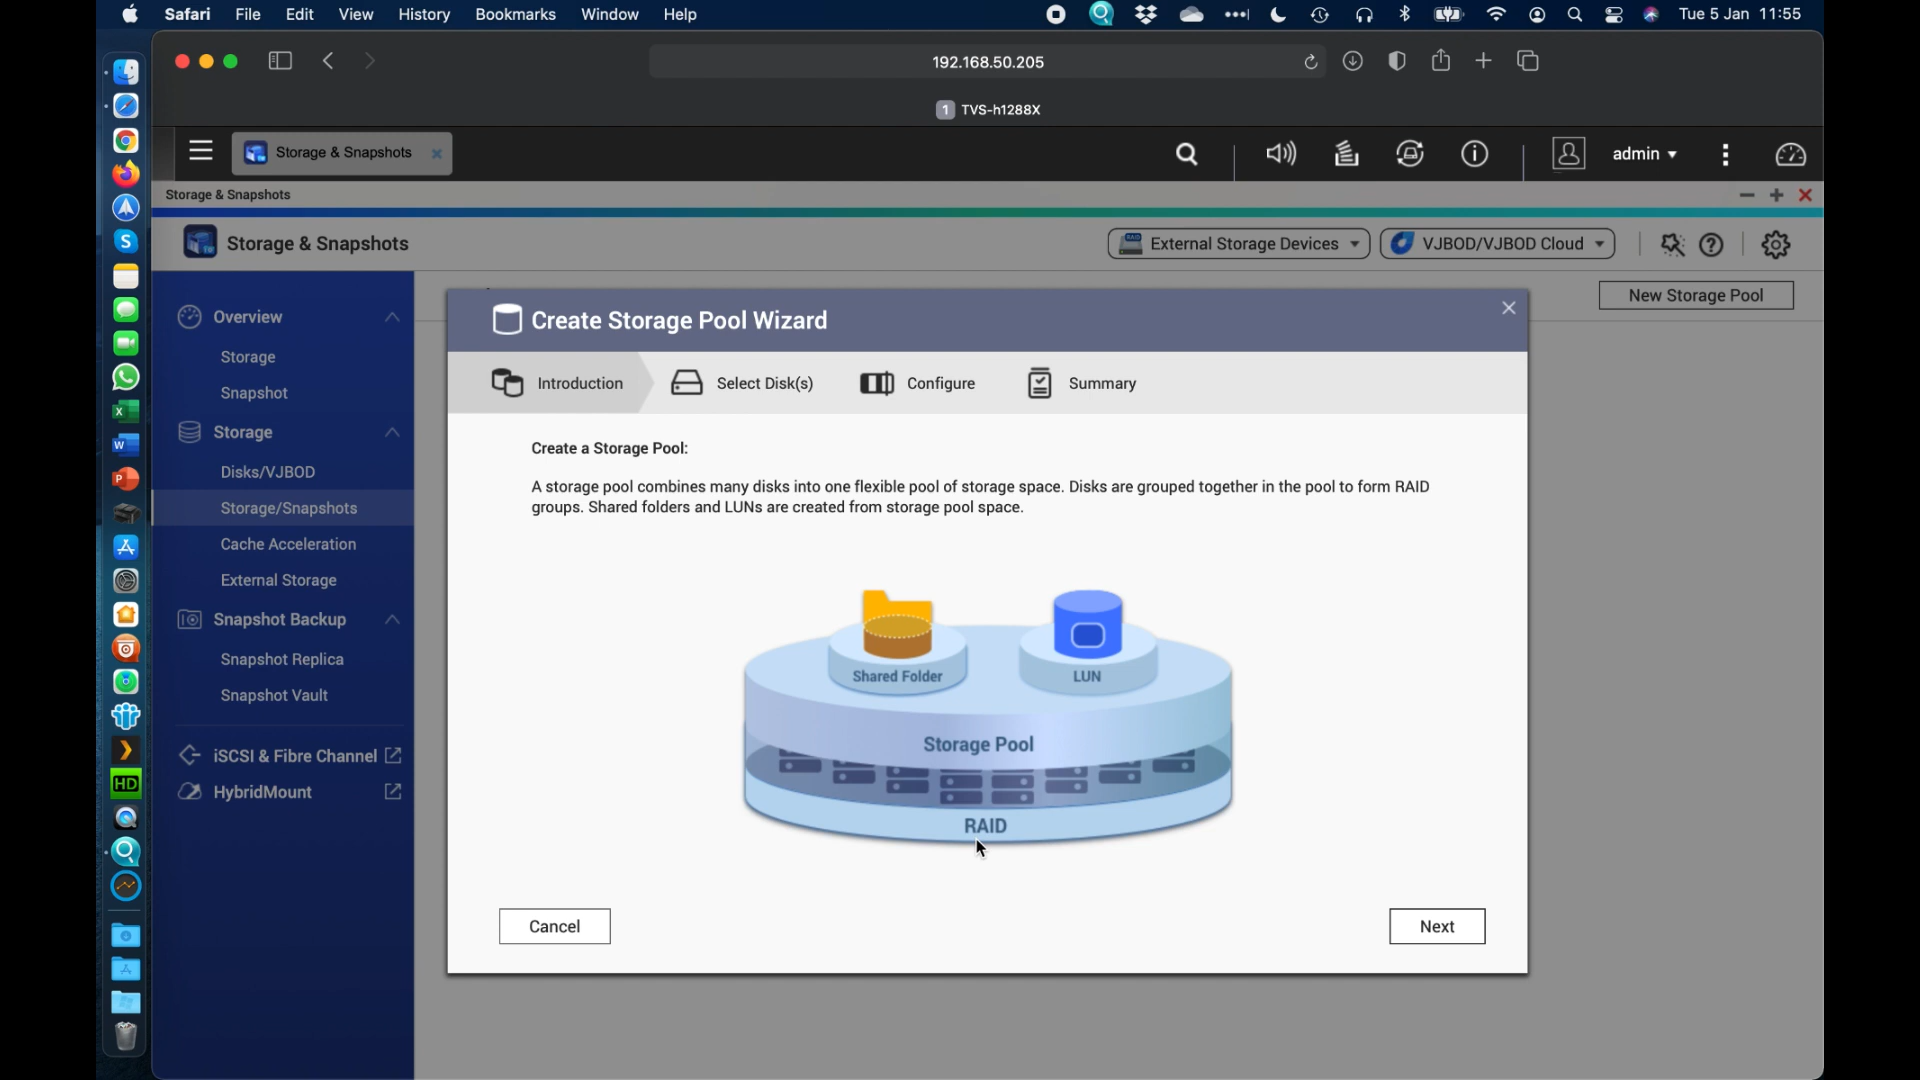 Safari File Edit View History Bookmarks Window Help Tue 5 Jan 11:55
192.168.50.205
1 TVS-h1288X
Storage & Snapshots
admin
Storage & Snapshots
Storage & Snapshots
External Storage Devices
VJBOD/VJBOD Cloud
New Storage Pool
Overview
Storage
Snapshot
Storage
Disks/VJBOD
Storage/Snapshots
Cache Acceleration
External Storage
Snapshot Backup
Snapshot Replica
Snapshot Vault
iSCSI & Fibre Channel
HybridMount
Create Storage Pool Wizard
Introduction
Select Disk(s)
Configure
Summary
Create a Storage Pool:
A storage pool combines many disks into one flexible pool of storage space. Disks are grouped together in the pool to form RAID
groups. Shared folders and LUNs are created from storage pool space.
Shared Folder
LUN
Storage Pool
RAID
Cancel
Next
HD